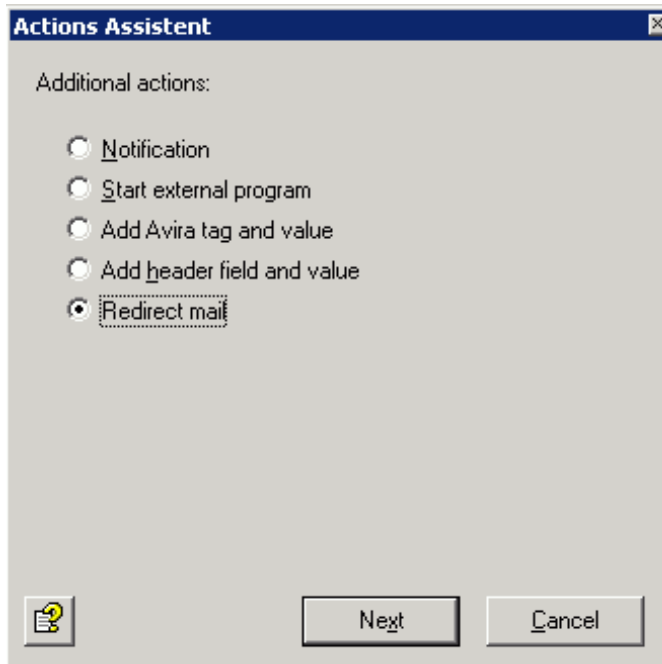 Actions Assistent
Additional actions:
Notification
Start external program
Add Avira tag and value
Add header field and value
Redirect mail
Next
Cancel